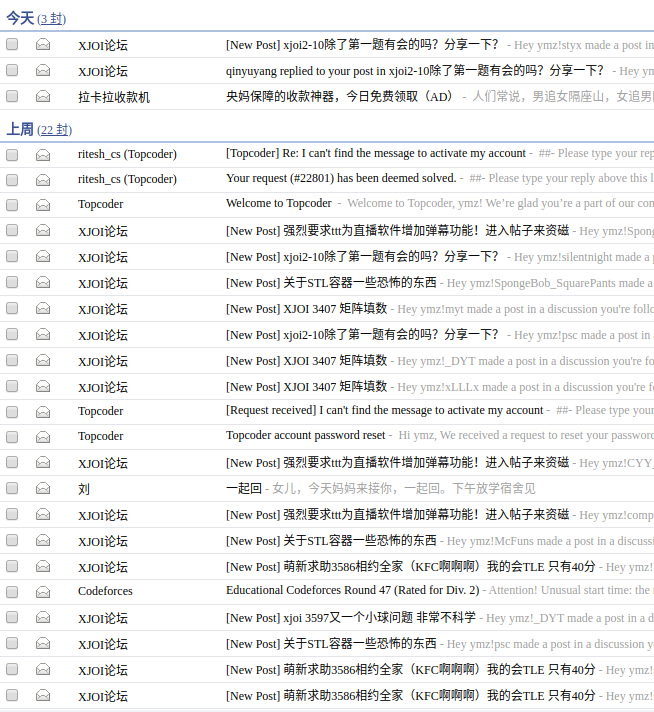 今天 (3 封)
XJOI论坛 [New Post] xjoi2-10除了第一题有会的吗？分享一下？ - Hey ymz!styx made a post in
XJOI论坛 qinyuyang replied to your post in xjoi2-10除了第一题有会的吗？分享一下？ - Hey ym
拉卡拉收款机 央妈保障的收款神器，今日免费领取（AD） - 人们常说，男追女隔座山，女追男
上周 (22 封)
ritesh_cs (Topcoder) [Topcoder] Re: I can't find the message to activate my account - ##- Please type your rep
ritesh_cs (Topcoder) Your request (#22801) has been deemed solved. - ##- Please type your reply above this l
Topcoder Welcome to Topcoder - Welcome to Topcoder, ymz! We're glad you're a part of our com
XJOI论坛 [New Post] 强烈要求ttt为直播软件增加弹幕功能！进入帖子来资磁 - Hey ymz!Spong
XJOI论坛 [New Post] xjoi2-10除了第一题有会的吗？分享一下？ - Hey ymz!silentnight made a p
XJOI论坛 [New Post] 关于STL容器一些恐怖的东西 - Hey ymz!SpongeBob_SquarePants made a
XJOI论坛 [New Post] XJOI 3407 矩阵填数 - Hey ymz!myt made a post in a discussion you're follo
XJOI论坛 [New Post] xjoi2-10除了第一题有会的吗？分享一下？ - Hey ymz!psc made a post in
XJOI论坛 [New Post] XJOI 3407 矩阵填数 - Hey ymz!_DYT made a post in a discussion you're fo
XJOI论坛 [New Post] XJOI 3407 矩阵填数 - Hey ymz!xLLLx made a post in a discussion you're f
Topcoder [Request received] I can't find the message to activate my account - ##- Please type your
Topcoder Topcoder account password reset - Hi ymz, We received a request to reset your password
XJOI论坛 [New Post] 强烈要求ttt为直播软件增加弹幕功能！进入帖子来资磁 - Hey ymz!CYY_
刘 一起回 - 女儿，今天妈妈来接你，一起回。下午放学宿舍见
XJOI论坛 [New Post] 强烈要求ttt为直播软件增加弹幕功能！进入帖子来资磁 - Hey ymz!comp
XJOI论坛 [New Post] 关于STL容器一些恐怖的东西 - Hey ymz!McFuns made a post in a discussi
XJOI论坛 [New Post] 萌新求助3586相约全家（KFC啊啊啊）我的会TLE 只有40分 - Hey ymz!
Codeforces Educational Codeforces Round 47 (Rated for Div. 2) - Attention! Unusual start time: the
XJOI论坛 [New Post] xjoi 3597又一个小球问题 非常不科学 - Hey ymz!_DYT made a post in a d
XJOI论坛 [New Post] 关于STL容器一些恐怖的东西 - Hey ymz!psc made a post in a discussion y
XJOI论坛 [New Post] 萌新求助3586相约全家（KFC啊啊啊）我的会TLE 只有40分 - Hey ymz!
XJOI论坛 [New Post] 萌新求助3586相约全家（KFC啊啊啊）我的会TLE 只有40分 - Hey ymz!